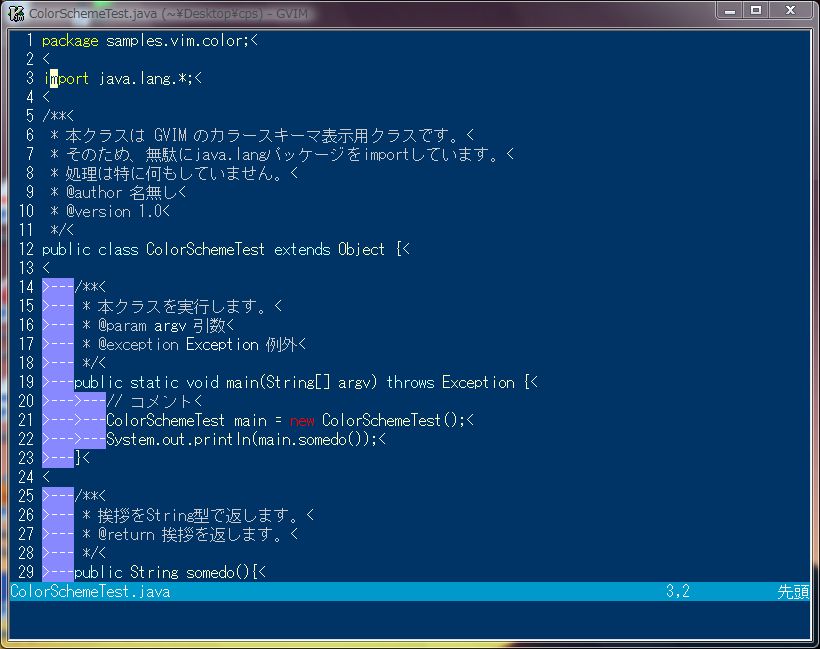 ColorSchemeTest.java (~¥Desktop¥cps) - GVIM
1 package samples.vim.color;<
2 <
3 import java.lang.*;<
4 <
5 /**<
6  * 本クラスは GVIM のカラースキーマ表示用クラスです。<
7  * そのため、無駄にjava.langパッケージをimportしています。<
8  * 処理は特に何もしていません。<
9  * @author 名無し<
10  * @version 1.0<
11  */<
12 public class ColorSchemeTest extends Object {<
13 <
14 >---/**<
15 >--- * 本クラスを実行します。<
16 >--- * @param argv 引数<
17 >--- * @exception Exception 例外<
18 >--- */<
19 >---public static void main(String[] argv) throws Exception {<
20 >--->---// コメント<
21 >--->---ColorSchemeTest main = new ColorSchemeTest();<
22 >--->---System.out.println(main.somedo());<
23 >---}<
24 <
25 >---/**<
26 >--- * 挨拶をString型で返します。<
27 >--- * @return 挨拶を返します。<
28 >--- */<
29 >---public String somedo()[<
ColorSchemeTest.java 3,2 先頭